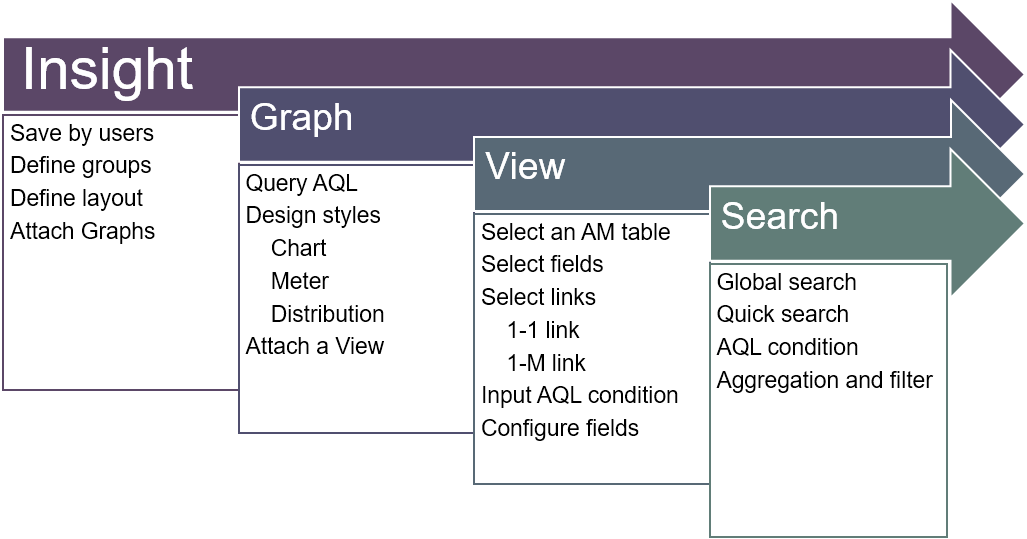 Insight
Save by users
Define groups
Define layout
Attach Graphs
Graph
Query AQL
Design styles
Chart
Meter
Distribution
Attach a View
View
Select an AM table
Select fields
Select links
1-1 link
1-M link
Input AQL condition
Configure fields
Search
Global search
Quick search
AQL condition
Aggregation and filter